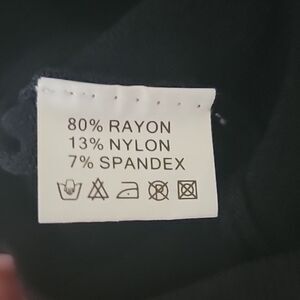 80% RAYON
13% NYLON
7% SPANDEX